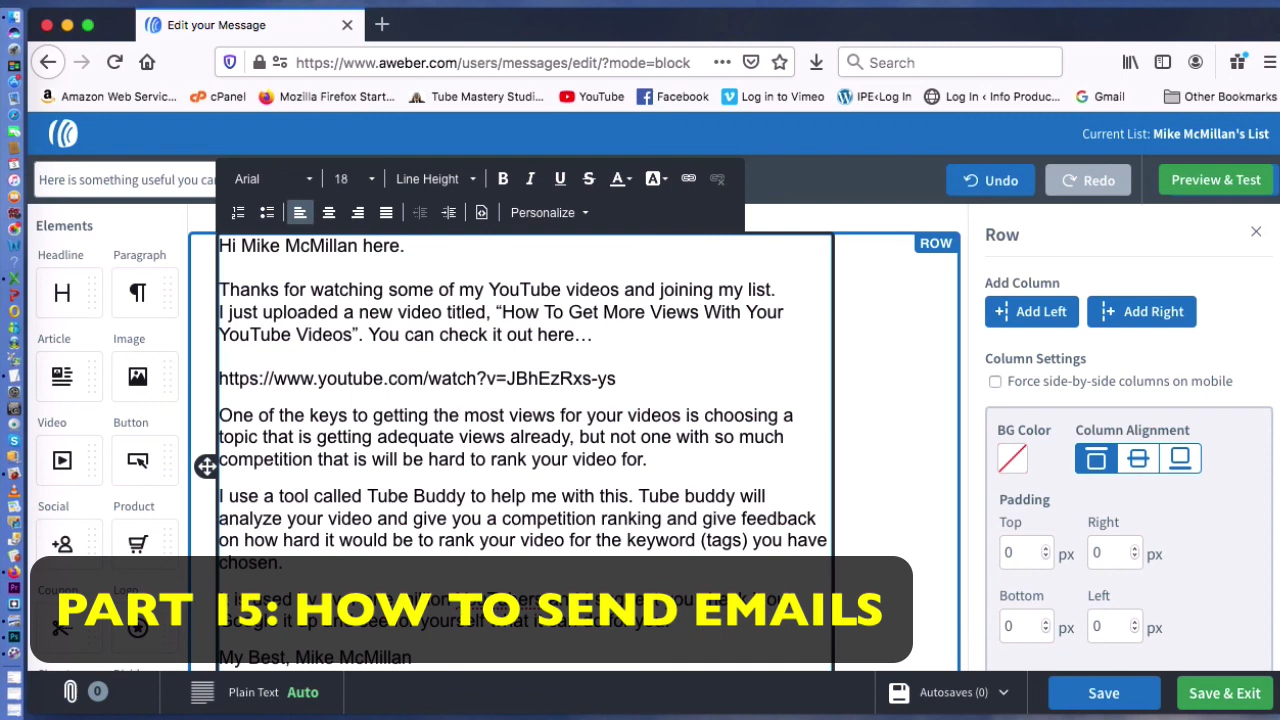 Edit your Message
https://www.aweber.com/users/messages/edit/?mode=block
Search
Amazon Web Servic...
cPanel
Mozilla Firefox Start...
Tube Mastery Studi...
YouTube
Facebook
Log in to Vimeo
IPE‹Log In
Log In ‹ Info Produc...
Gmail
Other Bookmarks
Current List: Mike McMillan's List
Here is something useful you can
Arial
18
Line Height
B
I
U
S
A
A
Undo
Redo
Preview & Test
Personalize
Elements
Headline
Paragraph
H
Article
Image
Video
Button
Social
Product
Hi Mike McMillan here.
Thanks for watching some of my YouTube videos and joining my list.
I just uploaded a new video titled, “How To Get More Views With Your
YouTube Videos”. You can check it out here…
https://www.youtube.com/watch?v=JBhEzRxs-ys
One of the keys to getting the most views for your videos is choosing a
topic that is getting adequate views already, but not one with so much
competition that is will be hard to rank your video for.
I use a tool called Tube Buddy to help me with this. Tube buddy will
analyze your video and give you a competition ranking and give feedback
on how hard it would be to rank your video for the keyword (tags) you have
chosen.
My Best, Mike McMillan
ROW
Row
Add Column
Add Left
Add Right
Column Settings
Force side-by-side columns on mobile
BG Color
Column Alignment
Padding
Top
Right
0
px
0
px
Bottom
Left
0
px
0
px
PART 15: HOW TO SEND EMAILS
0
Plain Text Auto
Autosaves (0)
Save
Save & Exit